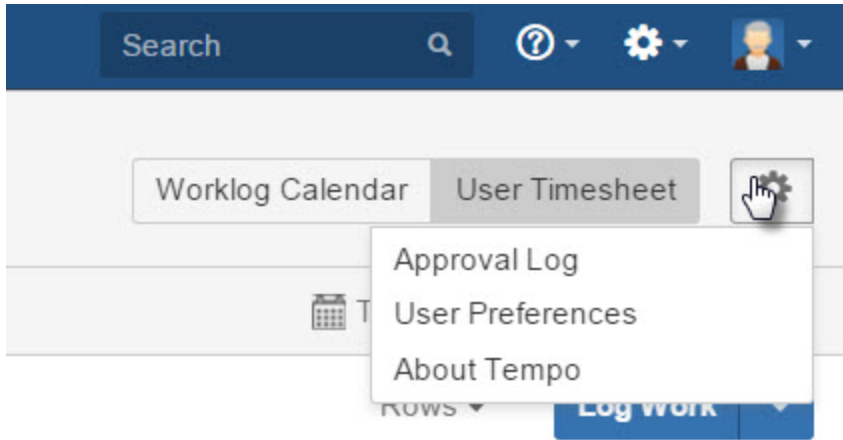 Search
Worklog Calendar User Timesheet
Approval Log
T
User Preferences
About Tempo
Rows Log Work